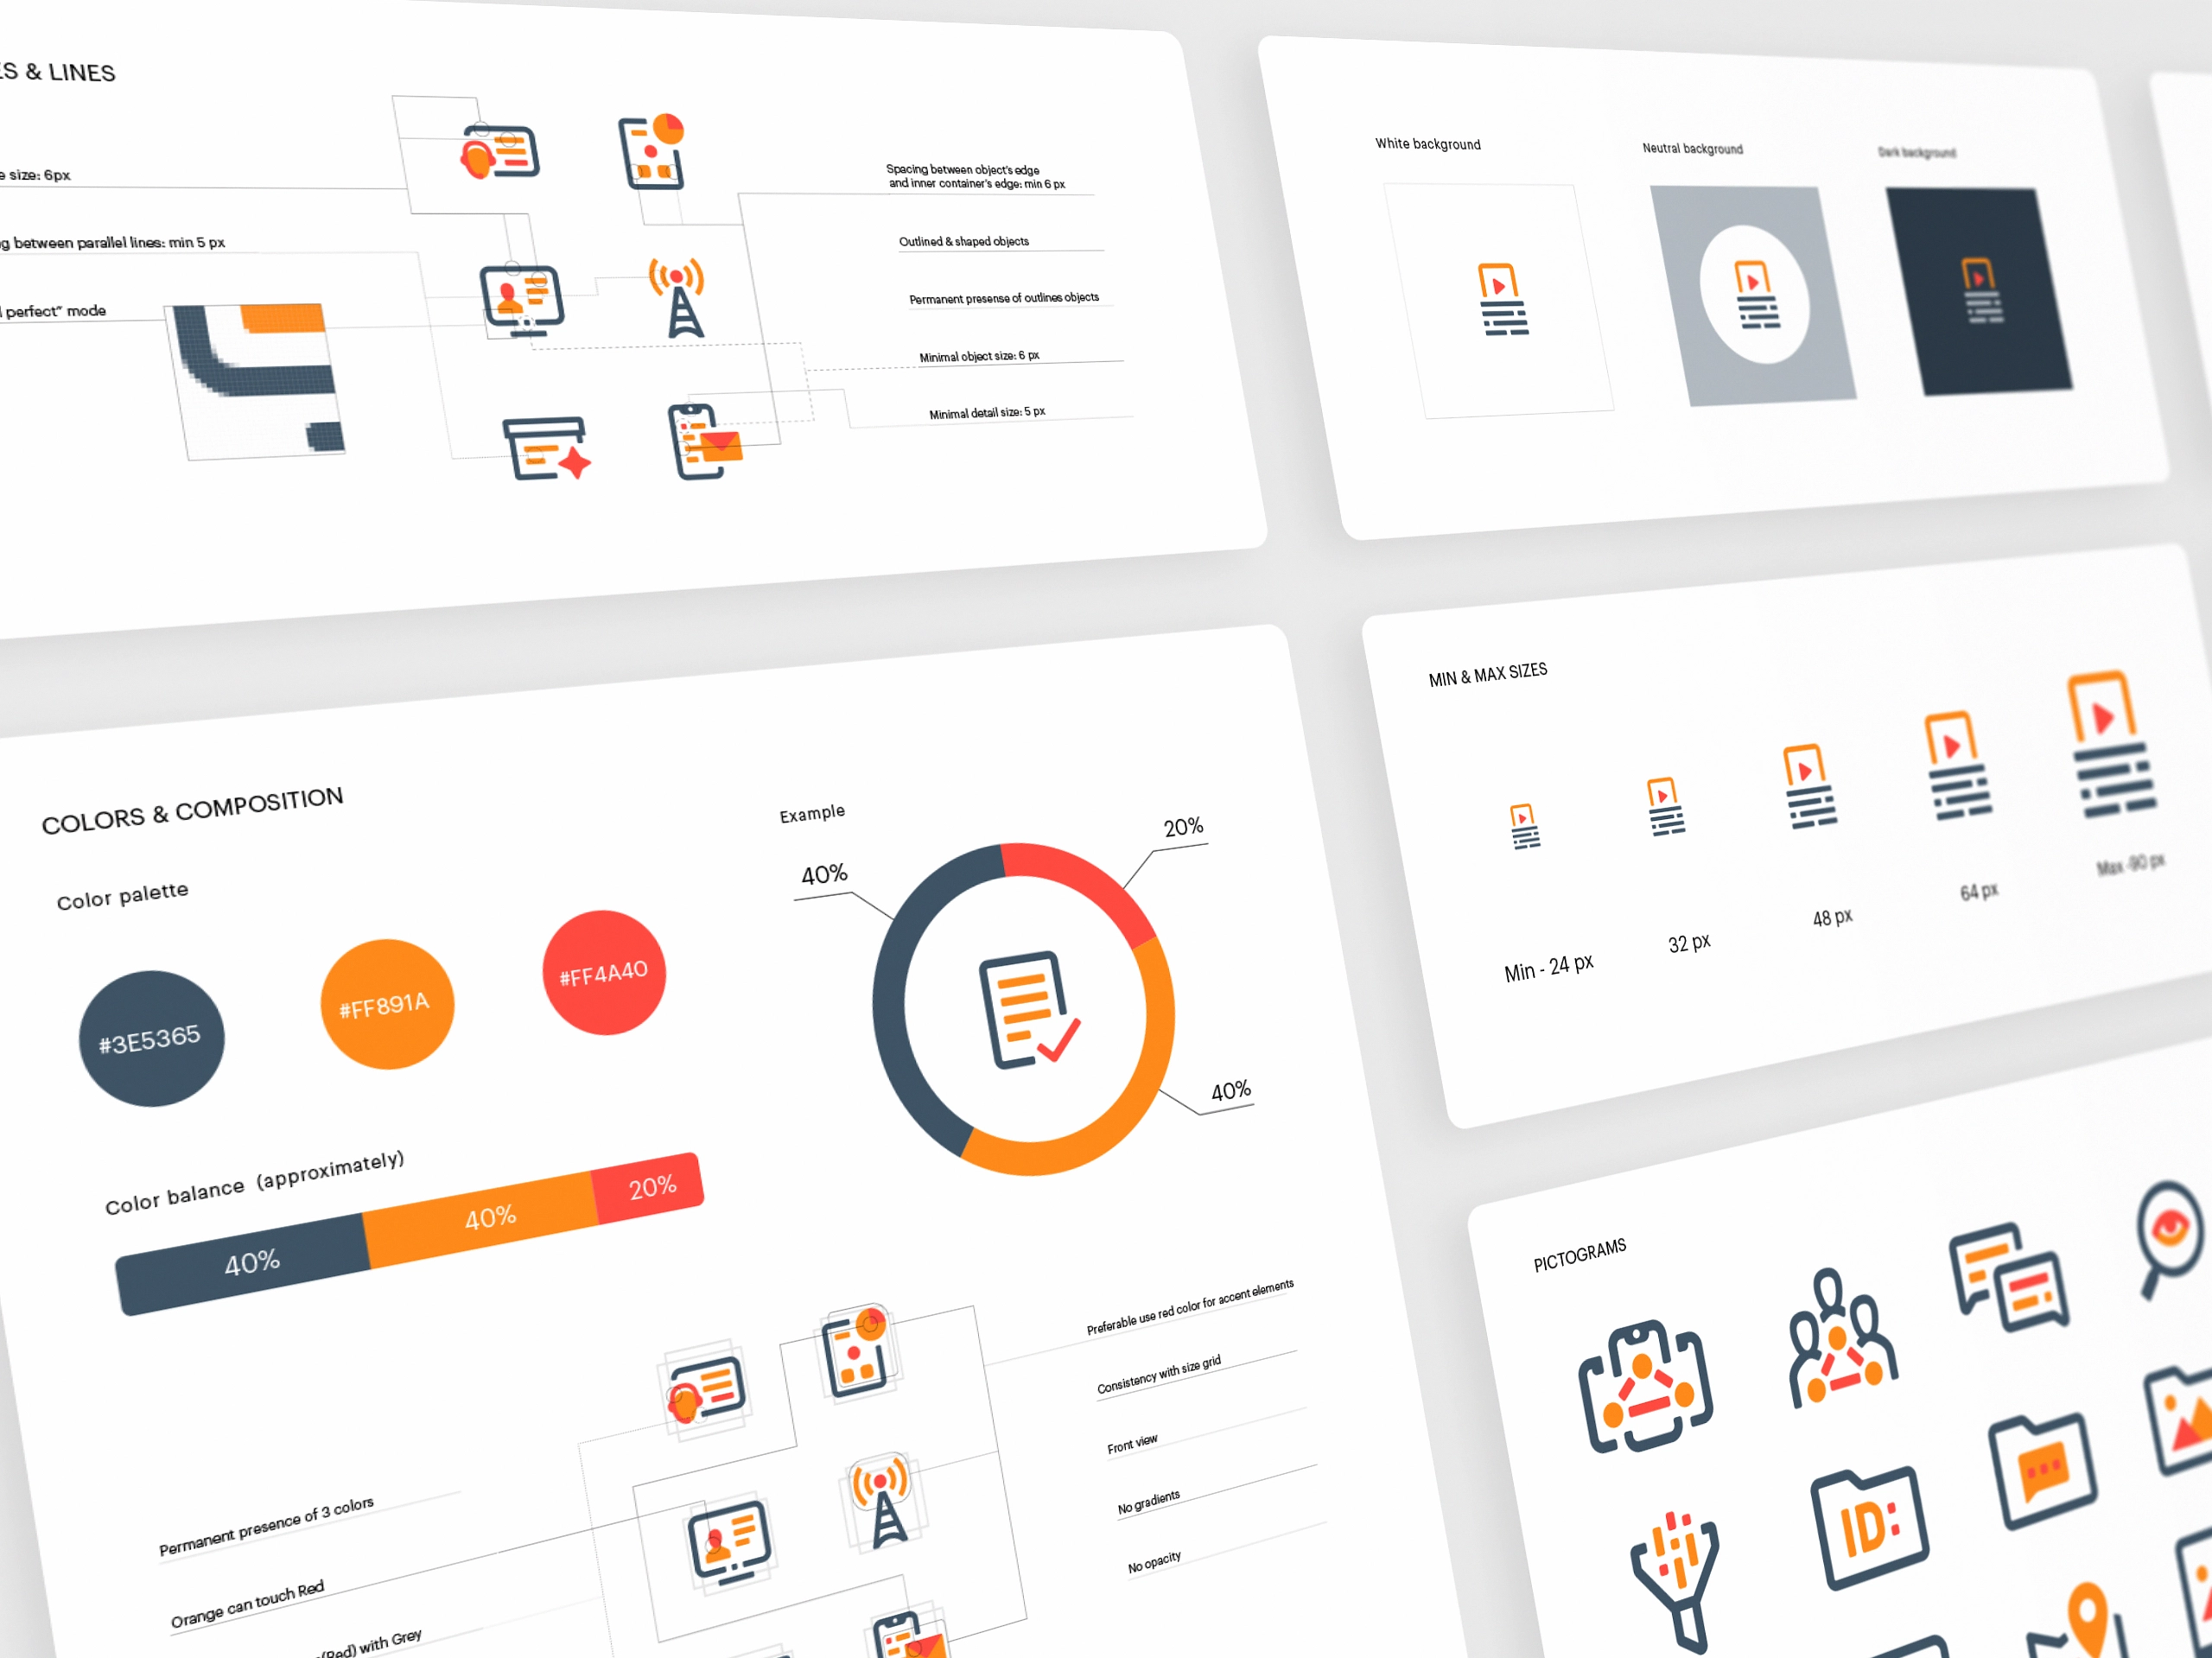 ES & LINES
e size: 6px
g between parallel lines: min 5 px
l perfect” mode
Spacing between object's edge
and inner container's edge: min 6 px
Outlined & shaped objects
Permanent presense of outlines objects
Minimal object size: 6 px
Minimal detail size: 5 px
White background
Neutral background
Dark background
MIN & MAX SIZES
Min - 24 px
32 px
48 px
64 px
Max -90 px
COLORS & COMPOSITION
Color palette
#3E5365
#FF891A
#FF4A40
Example
40%
20%
40%
Color balance (approximately)
40%
40%
20%
Permanent presence of 3 colors
Orange can touch Red
(Red) with Grey
Preferable use red color for accent elements
Consistency with size grid
Front view
No gradients
No opacity
PICTOGRAMS
ID: